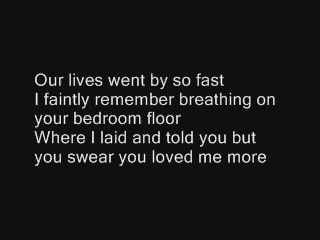 Our lives went by so fast
I faintly remember breathing on
your bedroom floor
Where I laid and told you but
you swear you loved me more